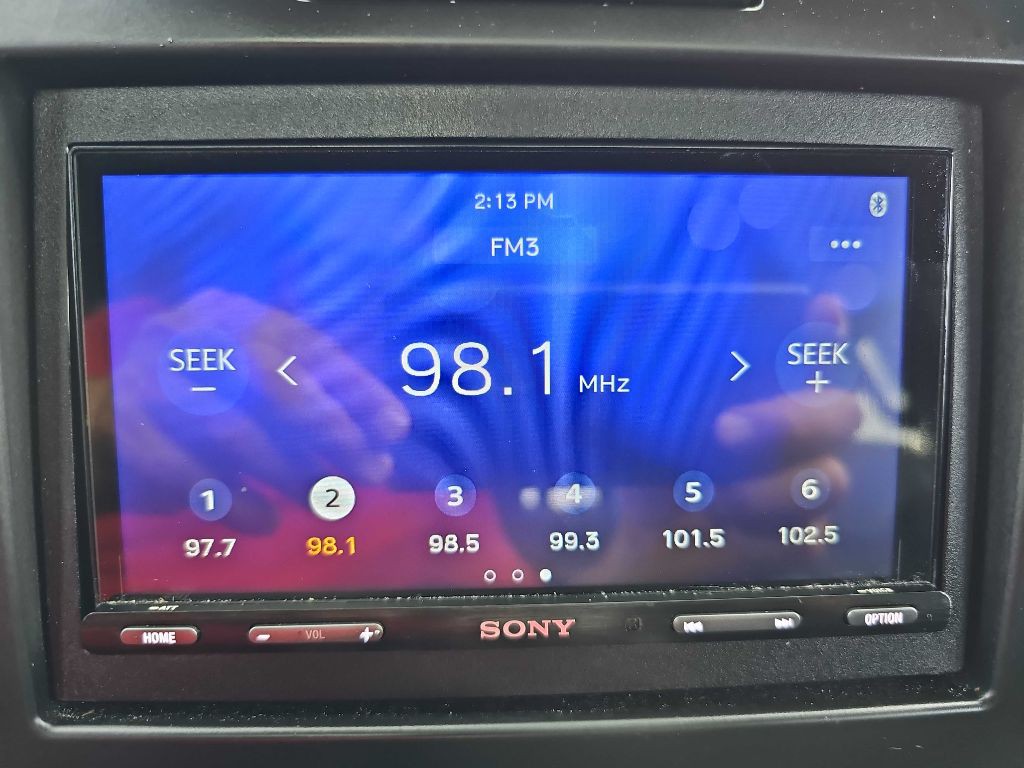 2:13 PM
FM3
SEEK 98.1 MHz SEEK
− < > +
1 2 3 4 5 6
97.7 98.1 98.5 99.3 101.5 102.5
HOME - VOL + SONY OPTION